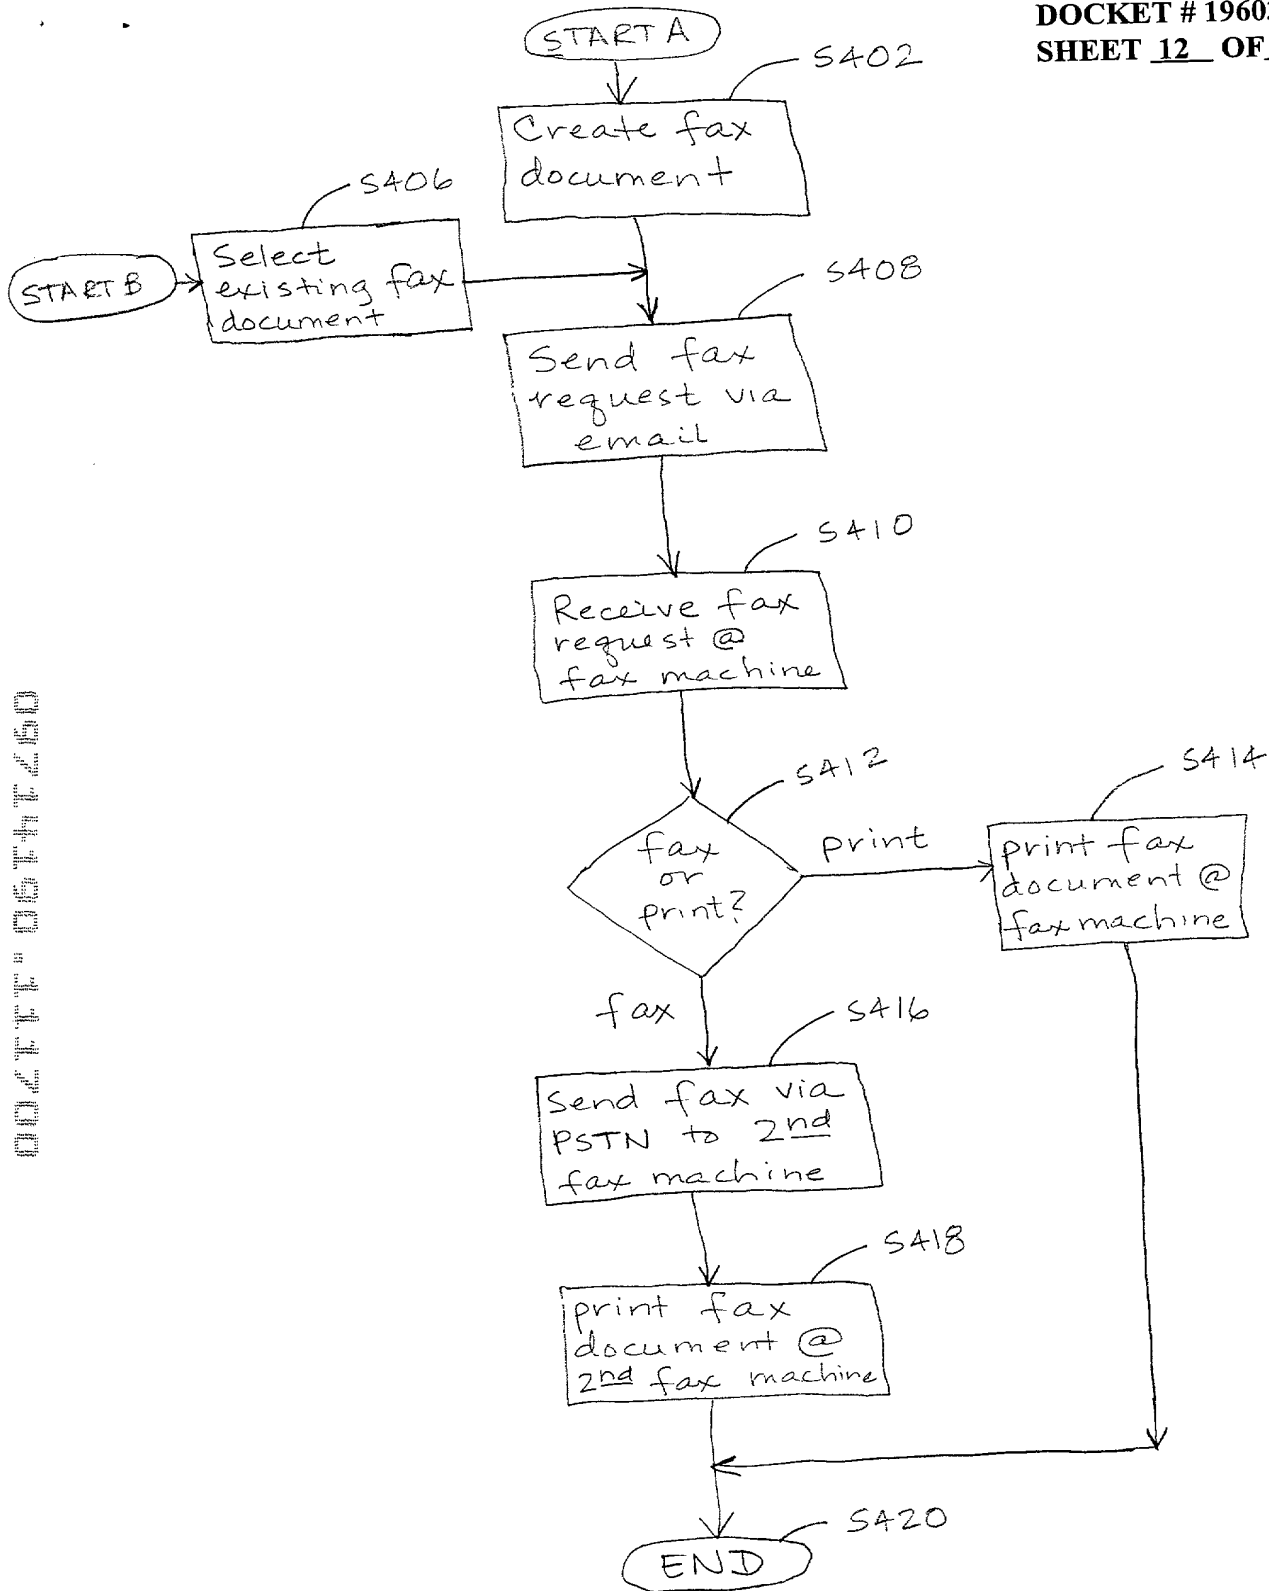 DOCKET # 1960
SHEET 12 OF
START A
S402
Create fax
document
S406
Select
existing fax
document
START B
S408
Send fax
request via
email
S410
Receive fax
request @
fax machine
S412
fax
or
print?
print
S414
print fax
document @
fax machine
fax
S416
Send fax via
PSTN to 2nd
fax machine
S418
print fax
document @
2nd fax machine
S420
END